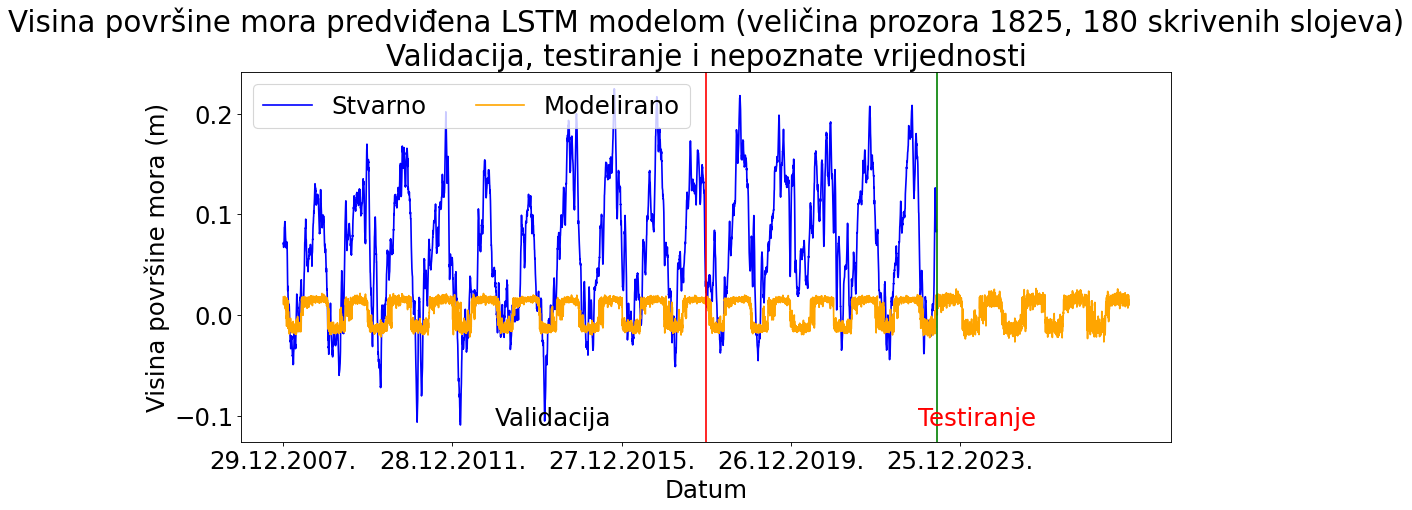 Visina površine mora predviđena LSTM modelom (veličina prozora 1825, 180 skrivenih slojeva)
Validacija, testiranje i nepoznate vrijednosti
Stvarno
Modelirano
Visina površine mora (m)
0.2
0.1
0.0
−0.1
Validacija
Testiranje
29.12.2007.
28.12.2011.
27.12.2015.
26.12.2019.
25.12.2023.
Datum